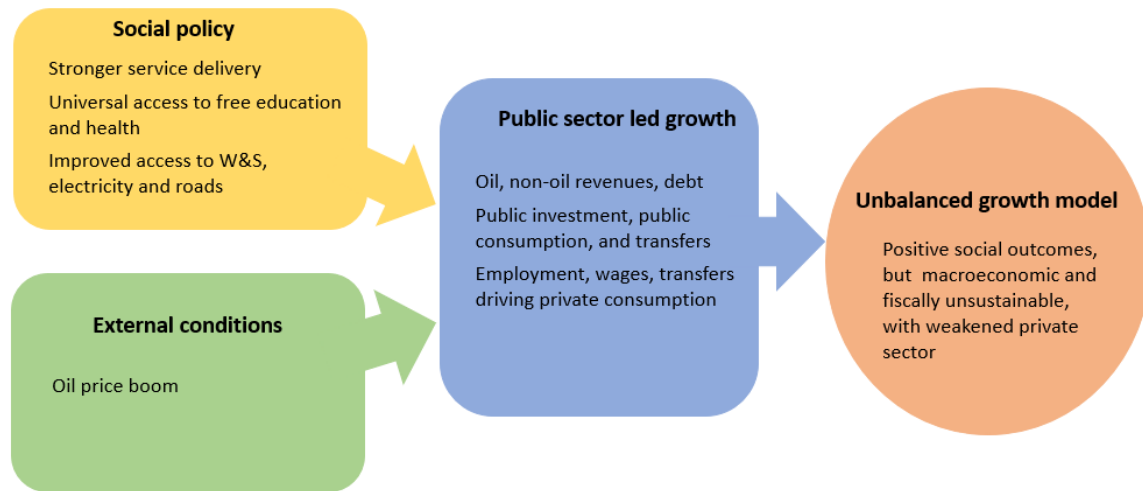 Social policy
Stronger service delivery
Universal access to free education
and health
Improved access to W&S,
electricity and roads
External conditions
Oil price boom
Public sector led growth
Oil, non-oil revenues, debt
Public investment, public
consumption, and transfers
Employment, wages, transfers
driving private consumption
Unbalanced growth model
Positive social outcomes,
but macroeconomic and
fiscally unsustainable,
with weakened private
sector